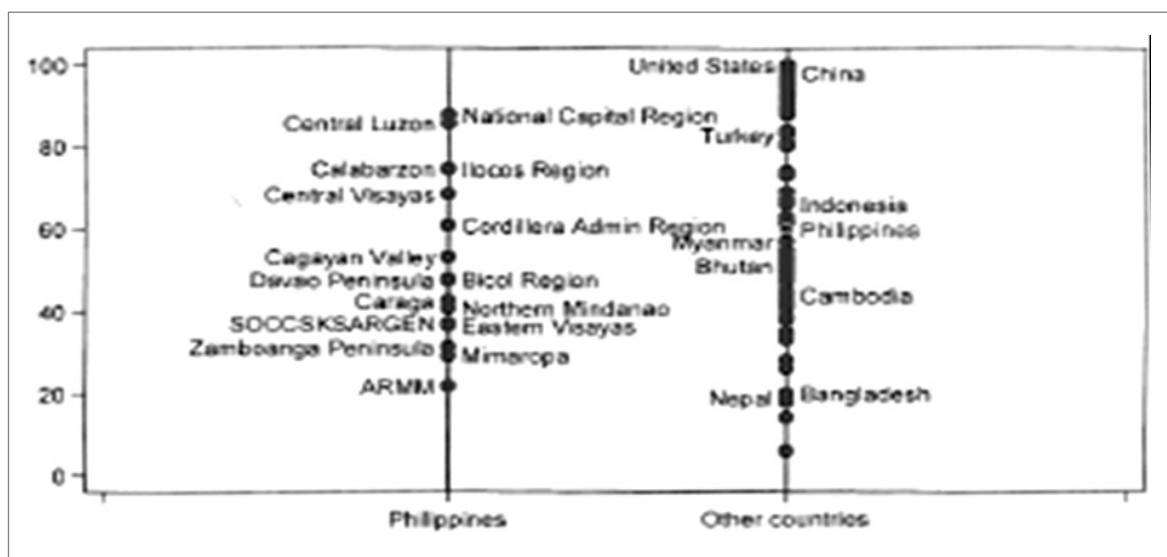 100
United States
China
Central Luzon
National Capital Region
80
Turkey
Calabarzon
Ilocos Region
Central Visayas
Indonesia
60
Cordillera Admin Region
Philippines
Myanmar
Cagayan Valley
Bhutan
Davao Peninsula
Bicol Region
Caraga
Northern Mindanao
Cambodia
40
SOCCSKSARGEN
Eastern Visayas
Zamboanga Peninsula
Mimaropa
ARMM
20
Nepal
Bangladesh
0
Philippines
Other countries